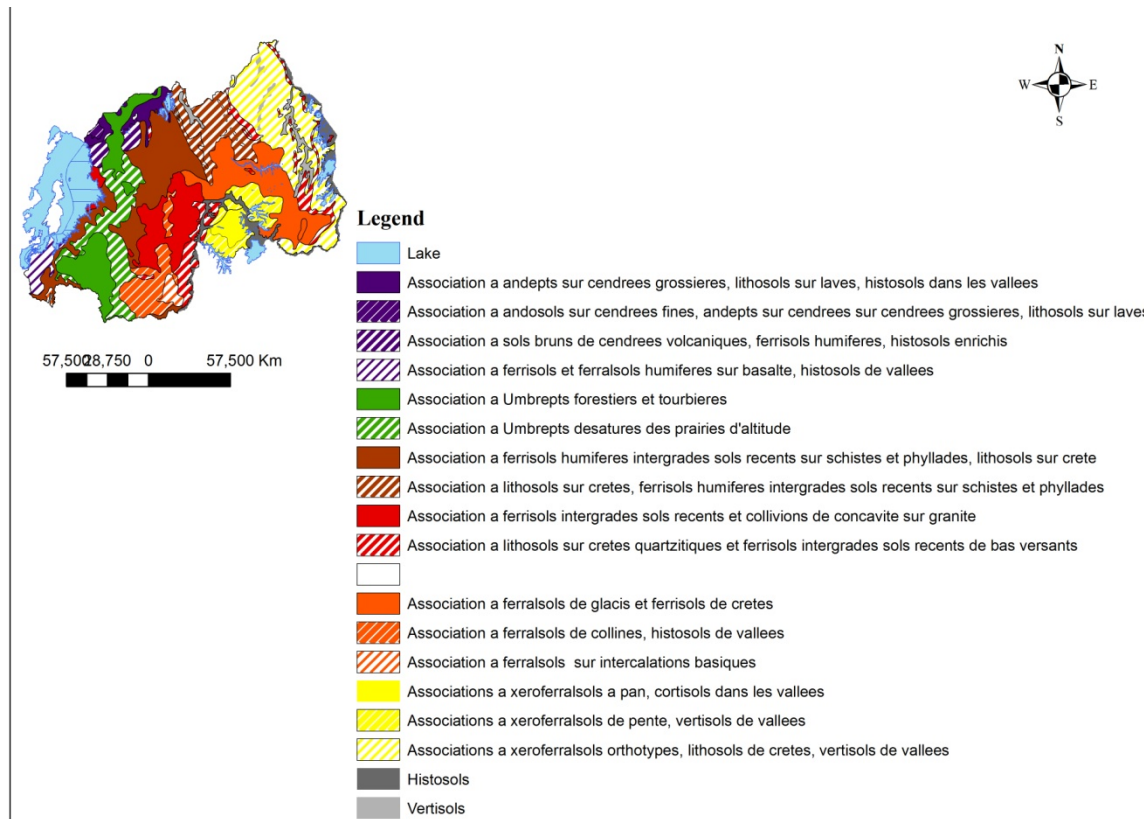 N
W E
S
Legend
Lake
Association a andepts sur cendrees grossieres, lithosols sur laves, histosols dans les vallees
Association a andosols sur cendrees fines, andepts sur cendrees sur cendrees grossieres, lithosols sur laves
Association a sols bruns de cendrees volcaniques, ferrisols humiferes, histosols enrichis
57,50028,750 0 57,500 Km
Association a ferrisols et ferralsols humiferes sur basalte, histosols de vallees
Association a Umbrepts forestiers et tourbieres
Association a Umbrepts desatures des prairies d'altitude
Association a ferrisols humiferes intergrades sols recents sur schistes et phyllades, lithosols sur crete
Association a lithosols sur cretes, ferrisols humiferes intergrades sols recents sur schistes et phyllades
Association a ferrisols intergrades sols recents et collivions de concavite sur granite
Association a lithosols sur cretes quartzitiques et ferrisols intergrades sols recents de bas versants
Association a ferralsols de glacis et ferrisols de cretes
Association a ferralsols de collines, histosols de vallees
Association a ferralsols sur intercalations basiques
Associations a xeroferralsols a pan, cortisols dans les vallees
Associations a xeroferralsols de pente, vertisols de vallees
Associations a xeroferralsols orthotypes, lithosols de cretes, vertisols de vallees
Histosols
Vertisols